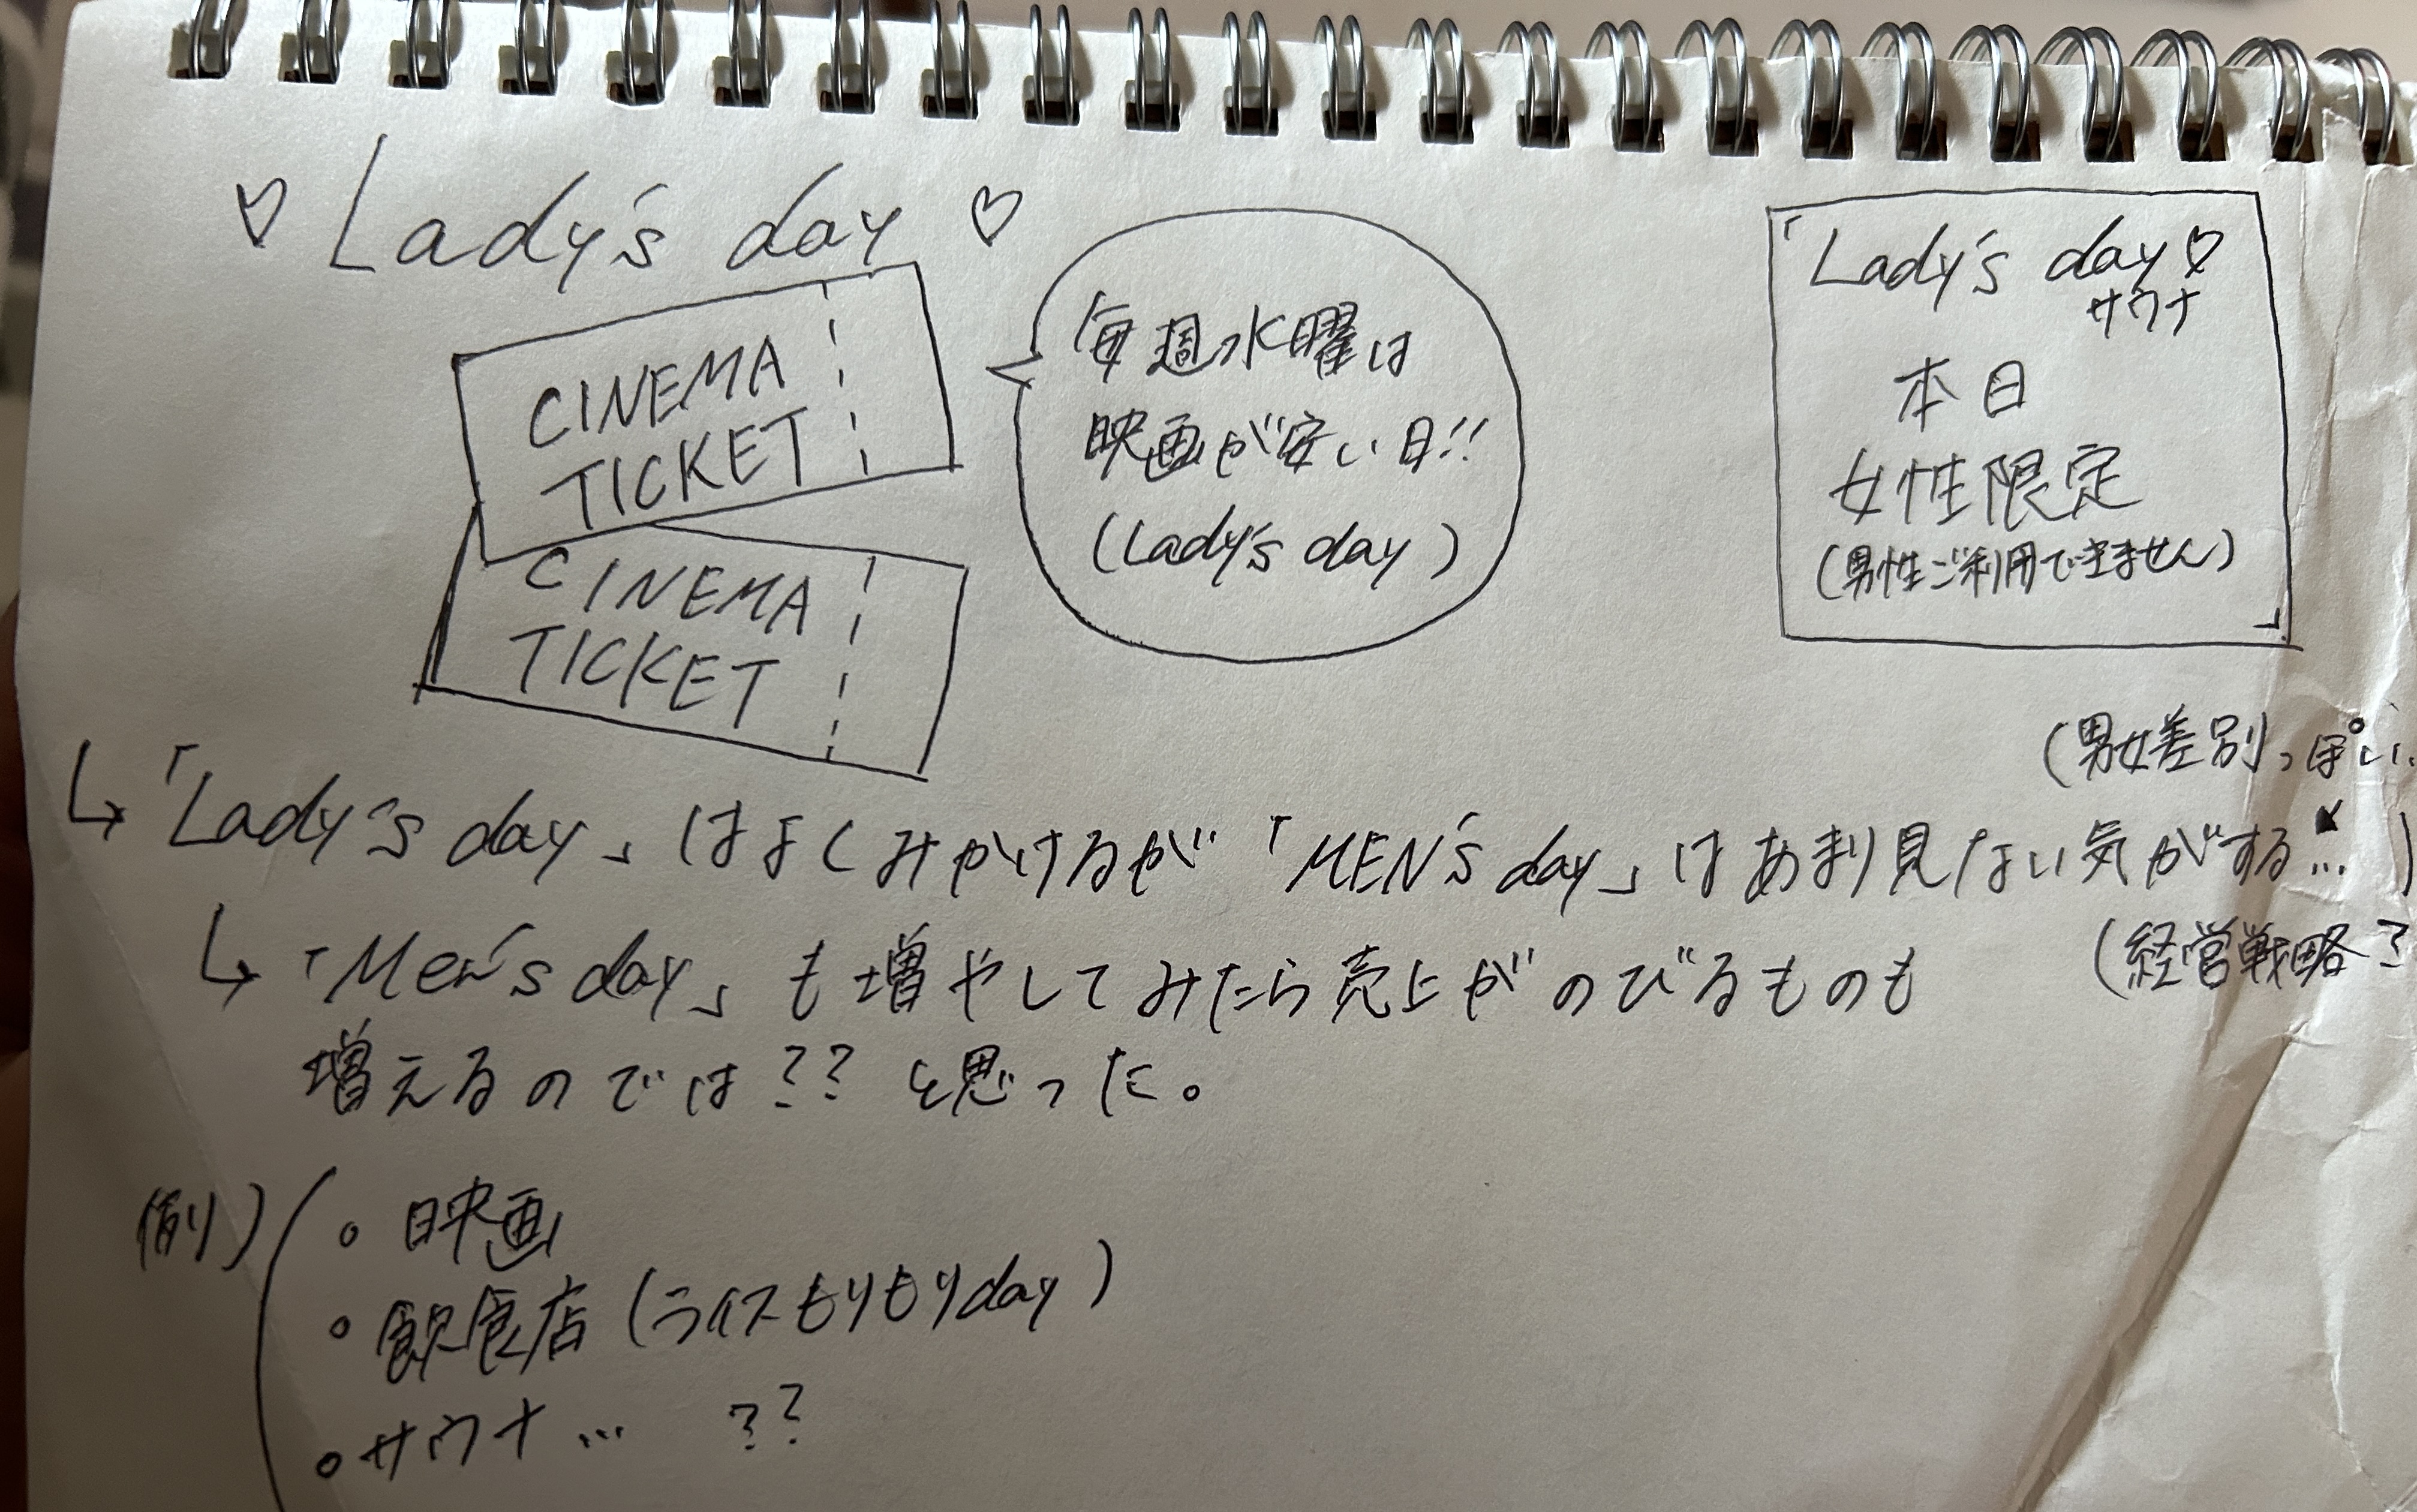 ♡ Lady's day ♡
CINEMA
TICKET
CINEMA
TICKET
毎週水曜は
映画が安い日!!
(Lady's day)
「Lady's day♡
サウナ
本日
女性限定
(男性ご利用できません)」
(男女差別っぽい
↳「Lady's day」はよくみかけるが「MEN's day」はあまり見ない気がする…)
(経営戦略?
↳「Men's day」も増やしてみたら売上がのびるものも
増えるのでは?? と思った。
例)
・映画
・飲食店(ライスもりもりday)
・サウナ… ??